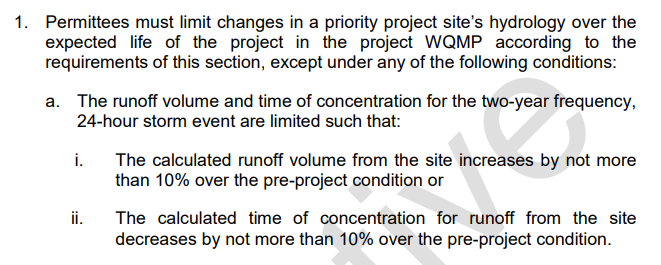 1. Permittees must limit changes in a priority project site's hydrology over the
expected life of the project in the project WQMP according to the
requirements of this section, except under any of the following conditions:
a. The runoff volume and time of concentration for the two-year frequency,
24-hour storm event are limited such that:
i. The calculated runoff volume from the site increases by not more
than 10% over the pre-project condition or
ii. The calculated time of concentration for runoff from the site
decreases by not more than 10% over the pre-project condition.